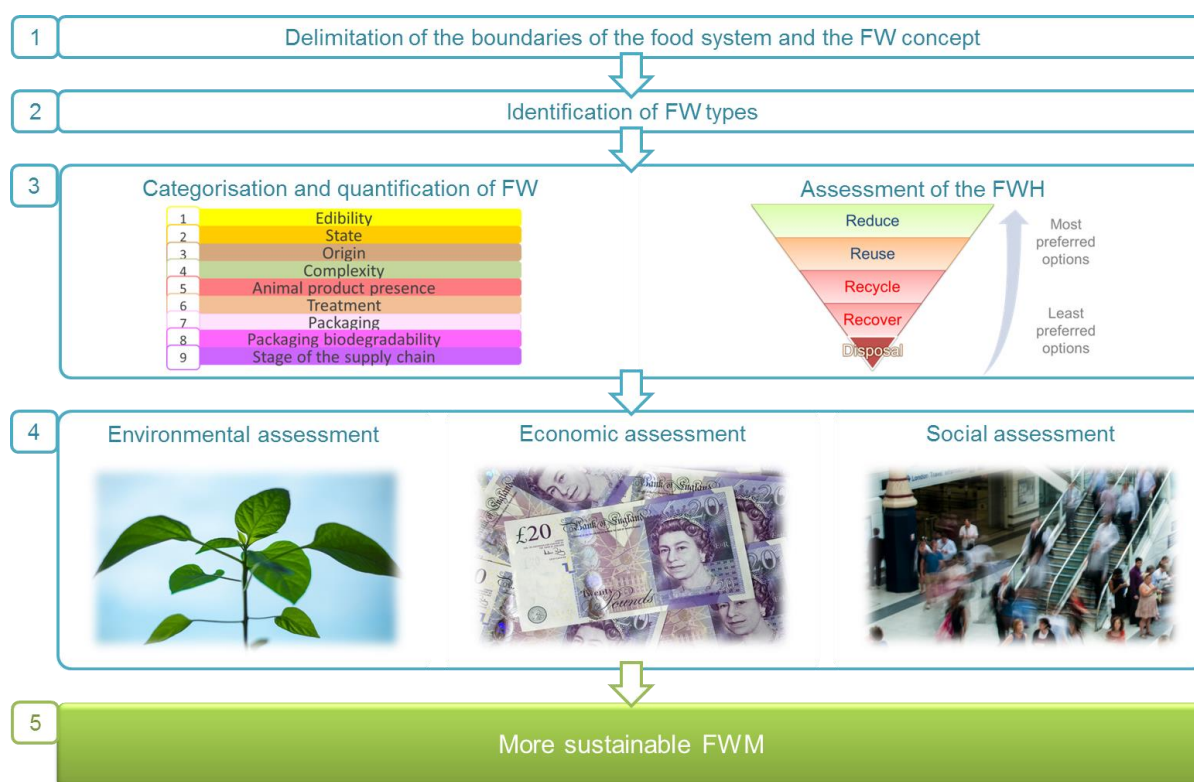 1
Delimitation of the boundaries of the food system and the FW concept
2
Identification of FW types
3
Categorisation and quantification of FW
1 Edibility
2 State
3 Origin
4 Complexity
5 Animal product presence
6 Treatment
7 Packaging
8 Packaging biodegradability
9 Stage of the supply chain
Assessment of the FWH
Reduce
Reuse
Recycle
Recover
Disposal
Most
preferred
options
Least
preferred
options
4
Environmental assessment
Economic assessment
Bank of England
£20
Bank of England
20
Twenty
Pounds
Social assessment
5
More sustainable FWM